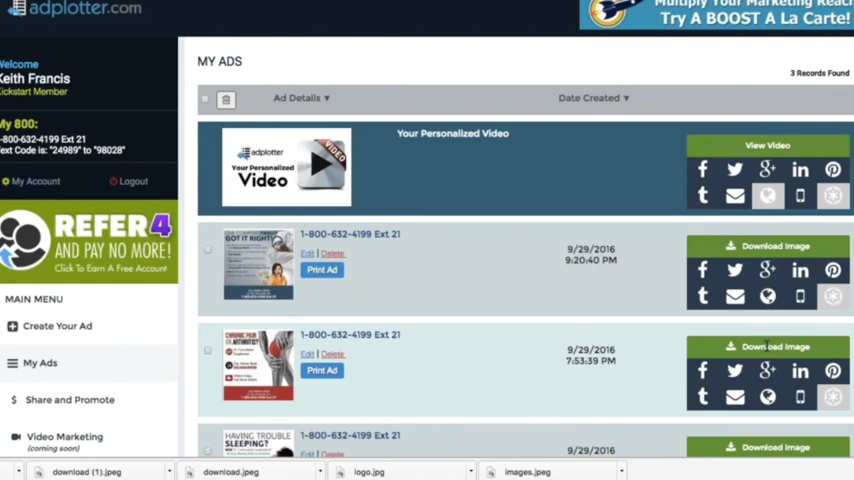 adplotter.com
Multiply Your Marketing Reach
Try A BOOST A La Carte!
Welcome
Keith Francis
Kickstart Member
My 800:
1-800-632-4199 Ext 21
Text Code is: "24989" to "98028"
My Account
Logout
REFER 4
AND PAY NO MORE!
Click To Earn A Free Account
MAIN MENU
Create Your Ad
My Ads
Share and Promote
Video Marketing
(coming soon)
MY ADS
3 Records Found
Ad Details ▼
Date Created ▼
adplotter
Your Personalized
Video
VIDEO
Your Personalized Video
View Video
GOT IT RIGHT!
1-800-632-4199 Ext 21
Edit | Delete
Print Ad
9/29/2016
9:20:40 PM
Download Image
CHRONIC PAIN
OR ARTHRITIS?
1-800-632-4199 Ext 21
Edit | Delete
Print Ad
9/29/2016
7:53:39 PM
Download Image
HAVING TROUBLE
SLEEPING?
1-800-632-4199 Ext 21
Download Image
download (1).jpeg
download.jpeg
logo.jpg
images.jpeg